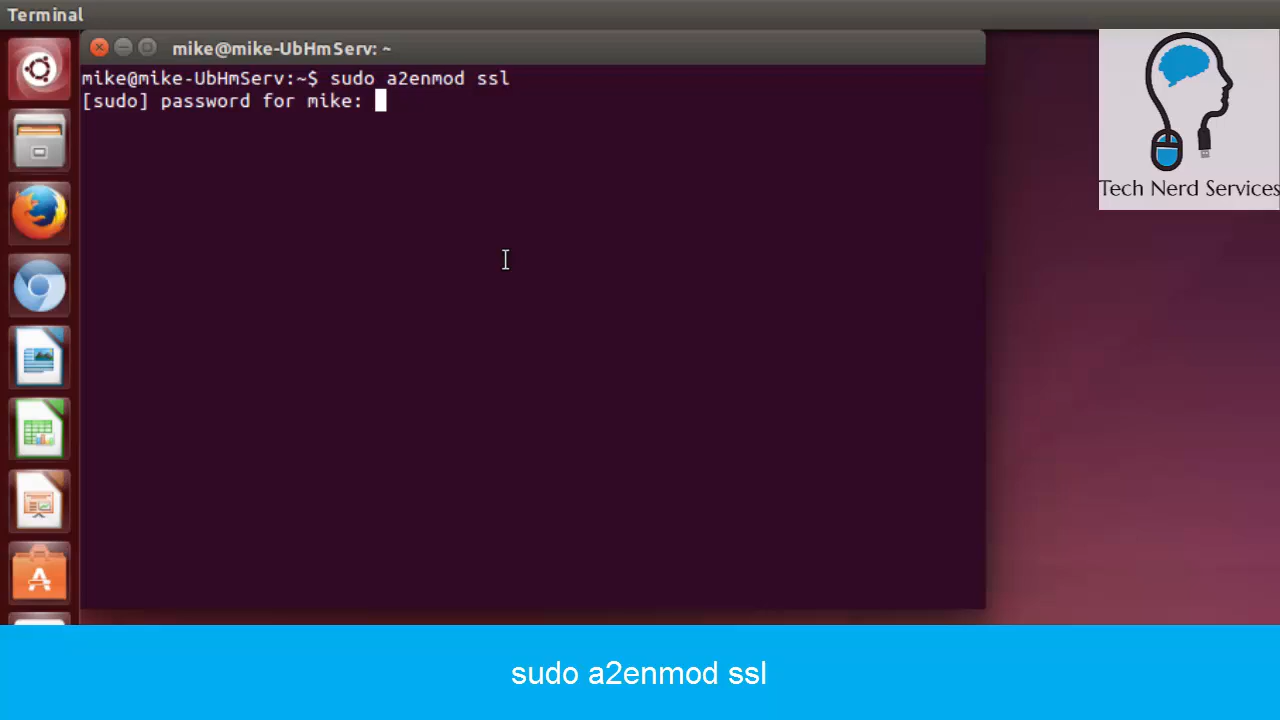 Terminal
mike@mike-UbHmServ: ~
mike@mike-UbHmServ:~$ sudo a2enmod ssl
[sudo] password for mike:
Tech Nerd Services
sudo a2enmod ssl